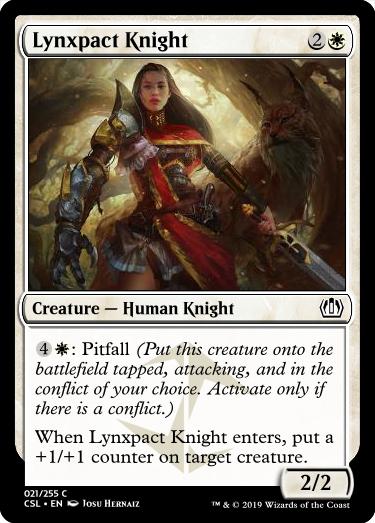 Lynxpact Knight 2
Creature — Human Knight
4 : Pitfall (Put this creature onto the
battlefield tapped, attacking, and in the
conflict of your choice. Activate only if
there is a conflict.)
When Lynxpact Knight enters, put a
+1/+1 counter on target creature.
2/2
021/255 C
CSL • EN Josu Hernaiz
™ & © 2019 Wizards of the Coast